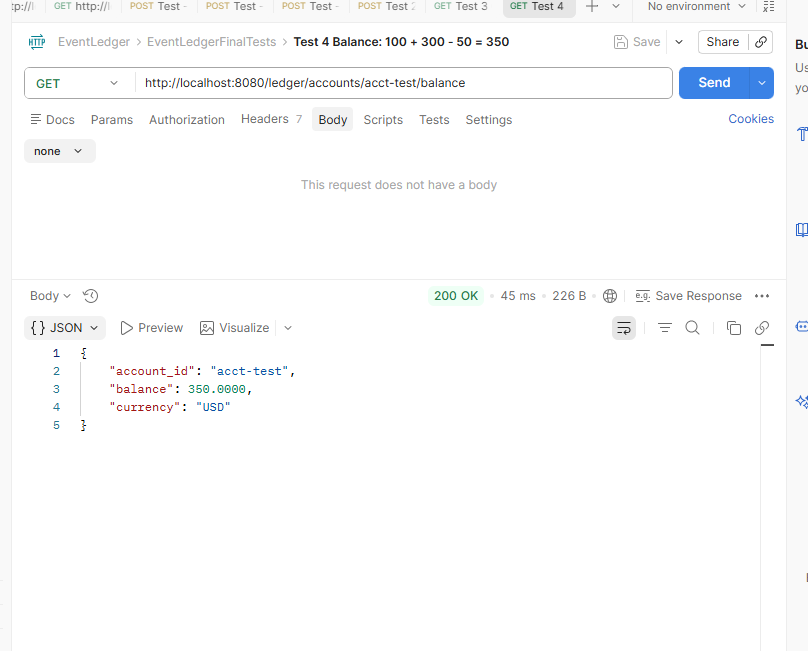 GET http://l
POST Test -
POST Test -
POST Test -
POST Test 2
GET Test 3
GET Test 4
No environment
HTTP EventLedger > EventLedgerFinalTests > Test 4 Balance: 100 + 300 - 50 = 350
Save
Share
GET
http://localhost:8080/ledger/accounts/acct-test/balance
Send
Docs Params Authorization Headers 7 Body Scripts Tests Settings
Cookies
none
This request does not have a body
Body
200 OK • 45 ms • 226 B
e.g. Save Response
{} JSON
Preview
Visualize
1 {
2 "account_id": "acct-test",
3 "balance": 350.0000,
4 "currency": "USD"
5 }